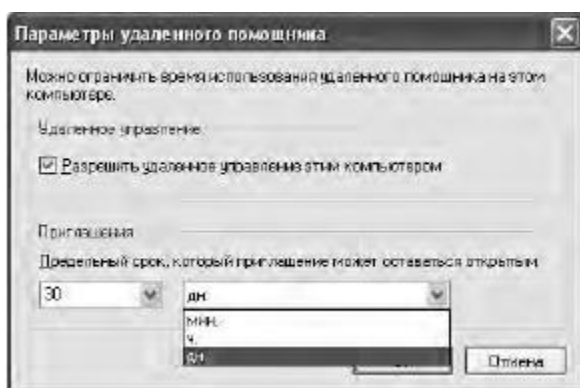 Параметры удаленного помощника
Можно ограничить время использования удаленного помощника на этом
компьютере.
Удаленное управление
Разрешить удаленное управление этим компьютером
Приглашения
Предельный срок, который приглашение может оставаться открытым
30 дн.
мин.
ч.
дн.
Отмена